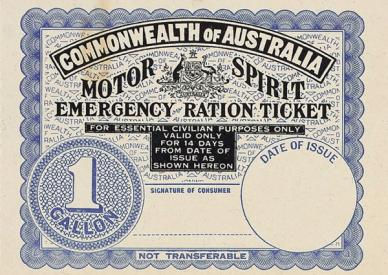 COMMONWEALTH OF AUSTRALIA
MOTOR SPIRIT
EMERGENCY RATION TICKET
FOR ESSENTIAL CIVILIAN PURPOSES ONLY
VALID ONLY
FOR 14 DAYS
FROM DATE OF
ISSUE AS
SHOWN HEREON
DATE OF ISSUE
1
GALLON
SIGNATURE OF CONSUMER
NOT TRANSFERABLE